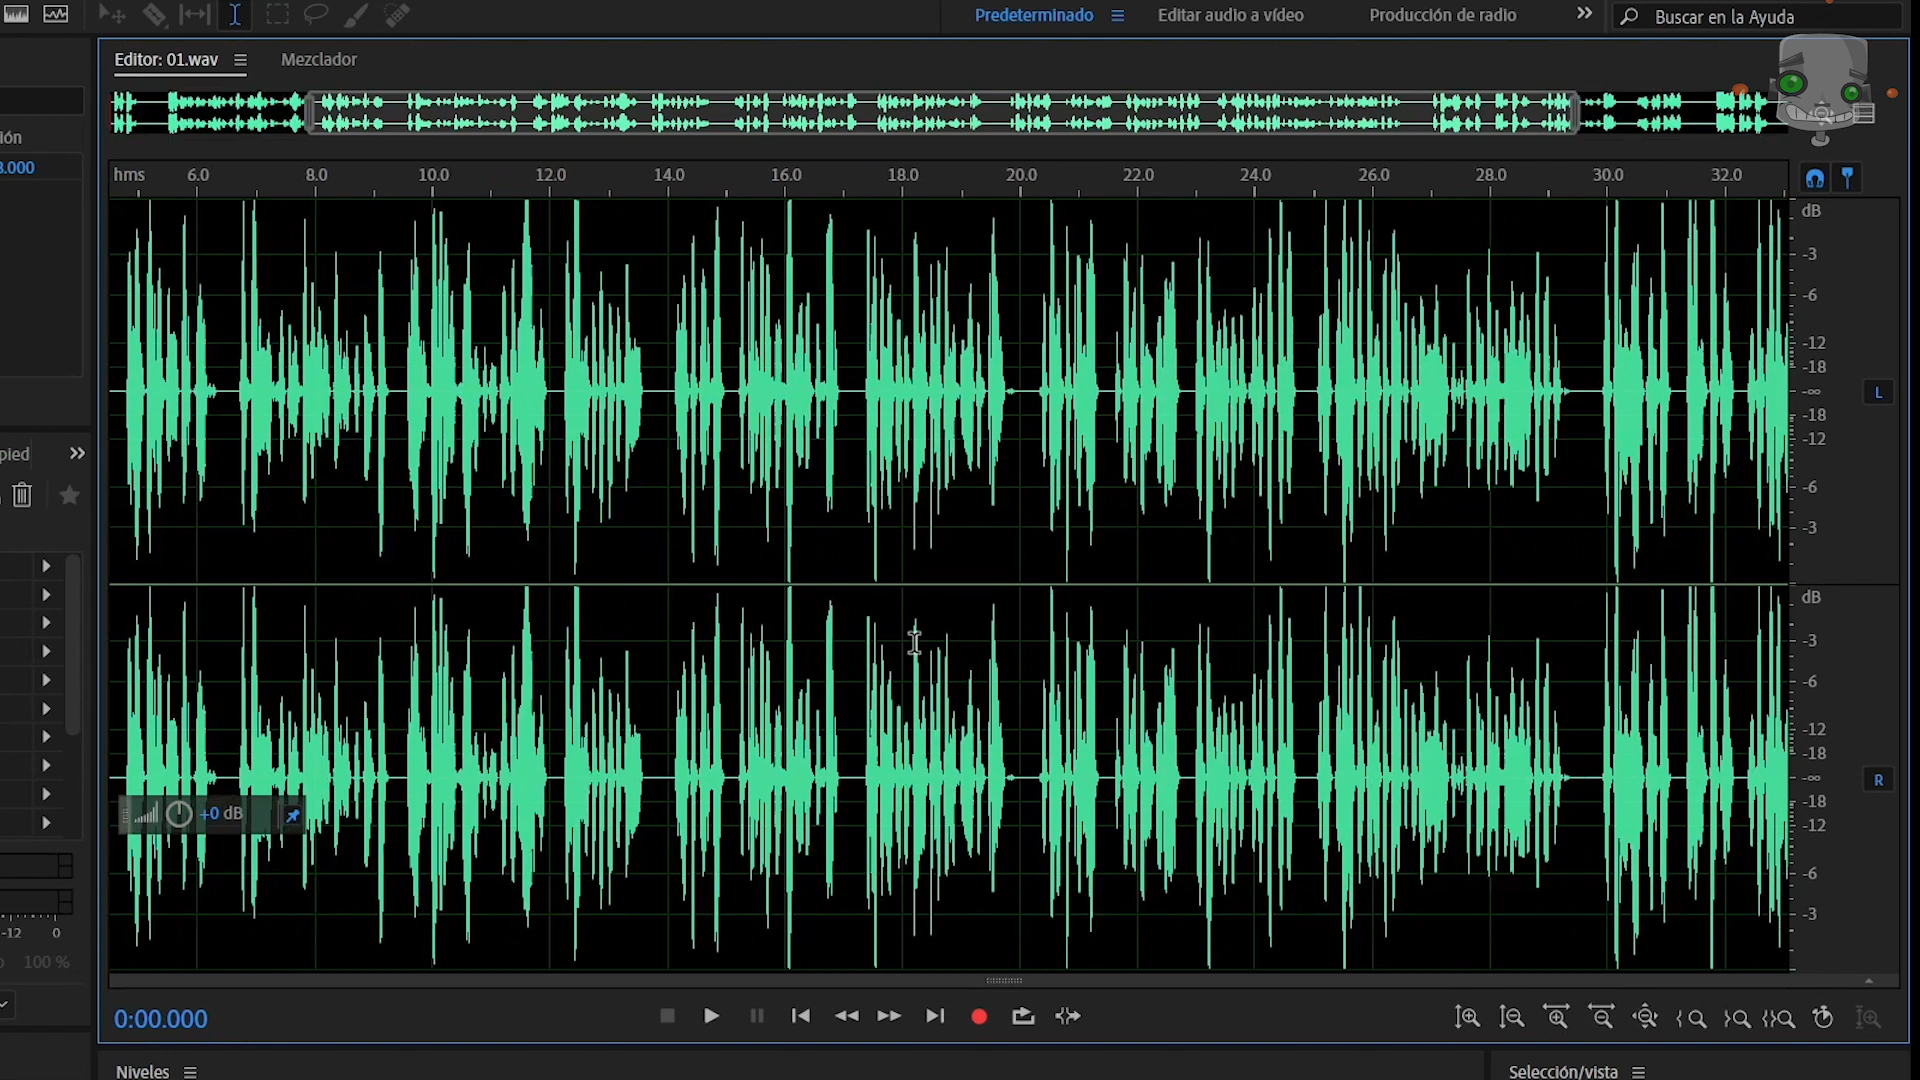 Predeterminado Editar audio a vídeo Producción de radio Buscar en la Ayuda
Editor: 01.wav Mezclador
ión
hms 6.0 8.0 10.0 12.0 14.0 16.0 18.0 20.0 22.0 24.0 26.0 28.0 30.0 32.0
3.000
dB
-3
-6
-12
-18
-∞
L
-18
-12
-6
-3
pied
dB
-3
-6
-12
-18
-∞
R
-18
-12
-6
-3
+0 dB
-12 0
100 %
0:00.000
Niveles Selección/vista